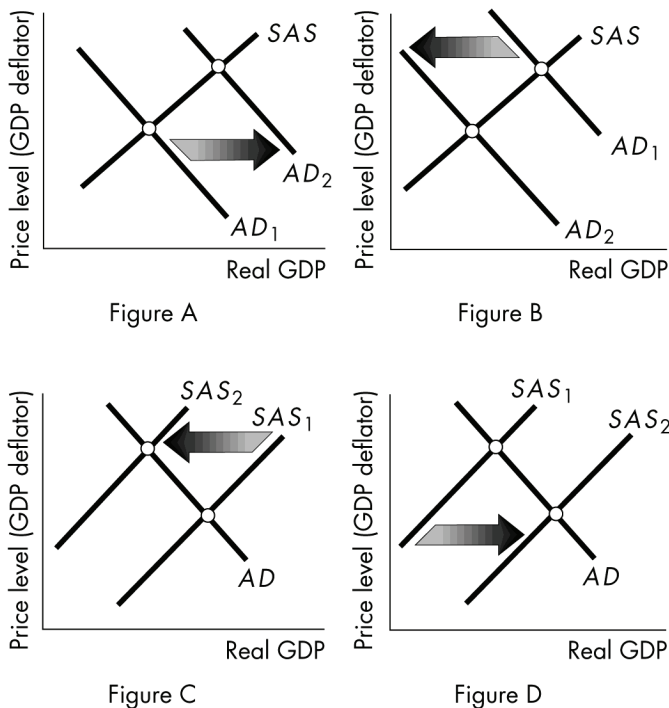 Price level (GDP deflator)
SAS
AD₂
AD₁
Real GDP
Figure A
Price level (GDP deflator)
SAS
AD₁
AD₂
Real GDP
Figure B
Price level (GDP deflator)
SAS₂
SAS₁
AD
Real GDP
Figure C
Price level (GDP deflator)
SAS₁
SAS₂
AD
Real GDP
Figure D